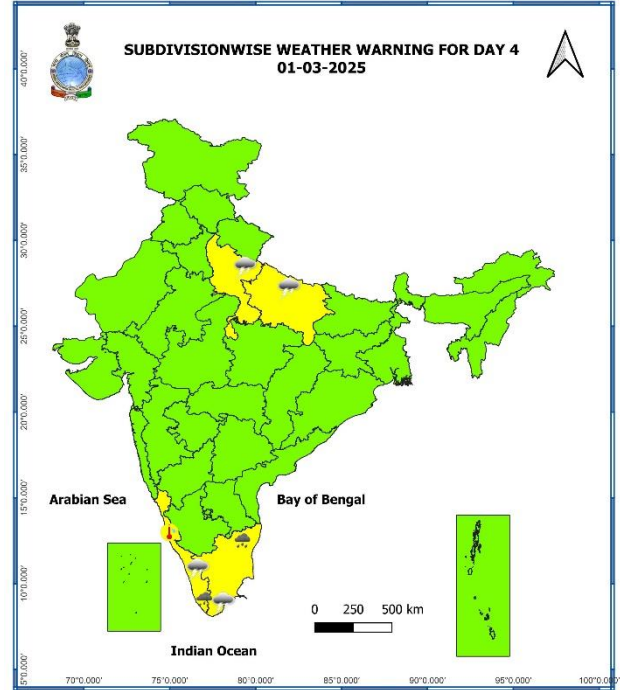 SUBDIVISIONWISE WEATHER WARNING FOR DAY 4
01-03-2025
40°0.000'
35°0.000'
30°0.000'
25°0.000'
20°0.000'
15°0.000'
10°0.000'
5°0.000'
Arabian Sea
Bay of Bengal
0 250 500 km
Indian Ocean
70°0.000' 75°0.000' 80°0.000' 85°0.000' 90°0.000' 95°0.000' 100°0.000'